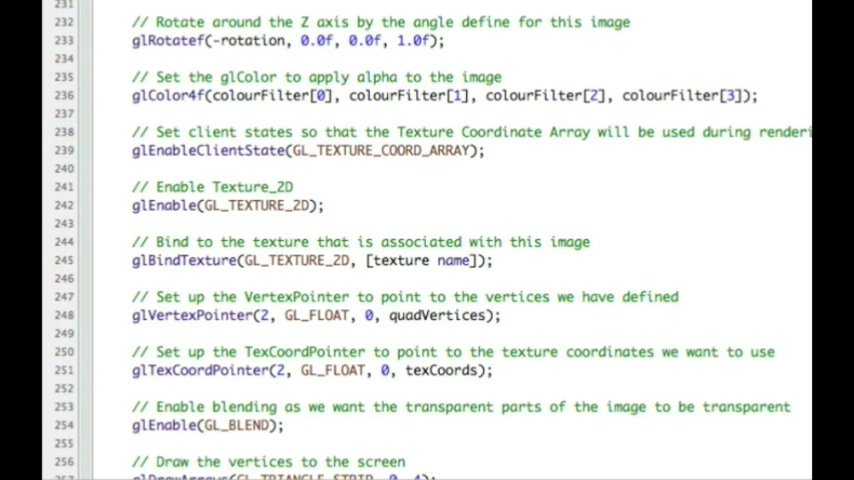 231
232 // Rotate around the Z axis by the angle define for this image
233 glRotatef(-rotation, 0.0f, 0.0f, 1.0f);
234
235 // Set the glColor to apply alpha to the image
236 glColor4f(colourFilter[0], colourFilter[1], colourFilter[2], colourFilter[3]);
237
238 // Set client states so that the Texture Coordinate Array will be used during renderi
239 glEnableClientState(GL_TEXTURE_COORD_ARRAY);
240
241 // Enable Texture_2D
242 glEnable(GL_TEXTURE_2D);
243
244 // Bind to the texture that is associated with this image
245 glBindTexture(GL_TEXTURE_2D, [texture name]);
246
247 // Set up the VertexPointer to point to the vertices we have defined
248 glVertexPointer(2, GL_FLOAT, 0, quadVertices);
249
250 // Set up the TexCoordPointer to point to the texture coordinates we want to use
251 glTexCoordPointer(2, GL_FLOAT, 0, texCoords);
252
253 // Enable blending as we want the transparent parts of the image to be transparent
254 glEnable(GL_BLEND);
255
256 // Draw the vertices to the screen
257 glDrawArrays(GL_TRIANGLE_STRIP, 0, 4);